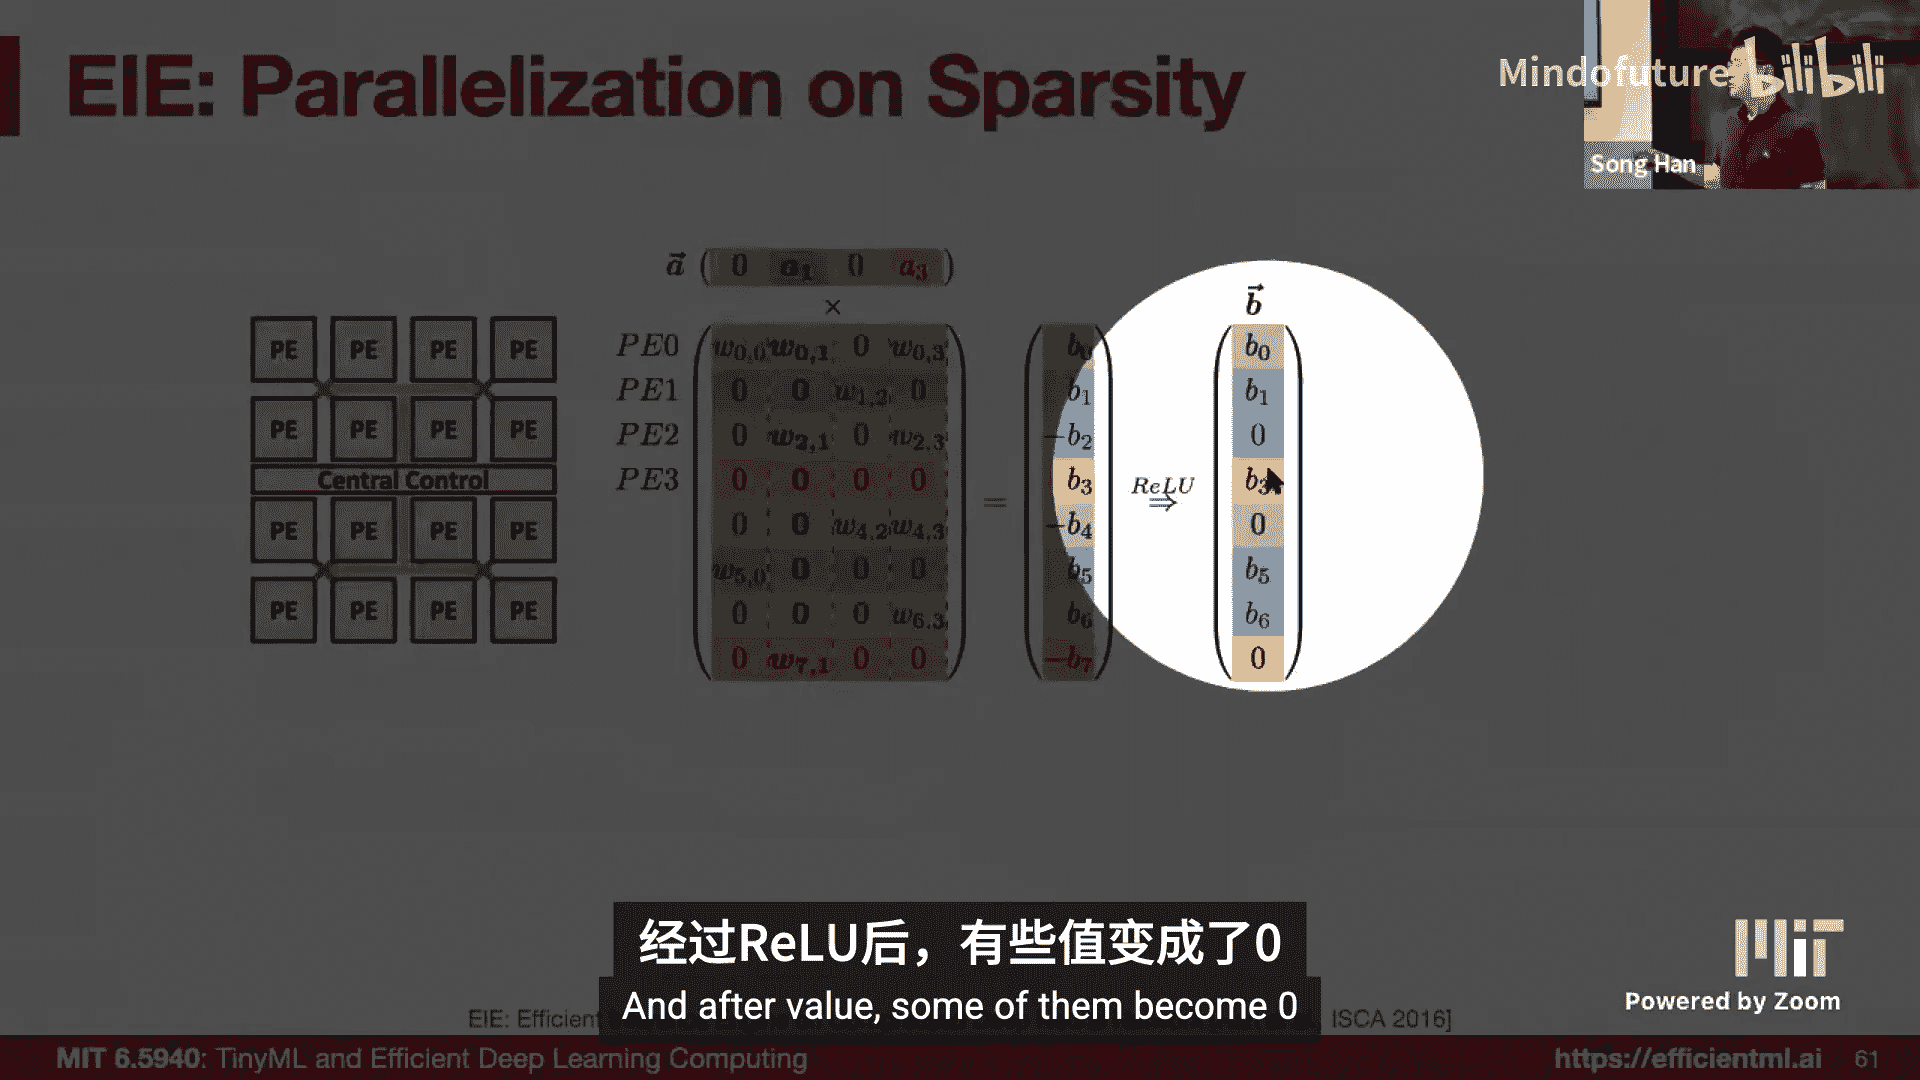 EIE: Parallelization on Sparsity
Mindofuture
bilibili
Song Han
PE PE PE PE
PE PE PE PE
Central Control
PE PE PE PE
PE PE PE PE
a⃗ ( 0 a₁ 0 a₃ )
×
b⃗
PE0 w₀,₀ w₀,₁ 0 w₀,₃ b₀ b₀
PE1 0 0 w₁,₂ 0 b₁ b₁
PE2 0 w₂,₁ 0 w₂,₃ −b₂ 0
PE3 0 0 0 0 b₃ b₃
= ReLU ⇒
0 0 w₄,₂ w₄,₃ −b₄ 0
w₅,₀ 0 0 0 b₅ b₅
0 0 0 w₆,₃ b₆ b₆
0 w₇,₁ 0 0 −b₇ 0
经过ReLU后，有些值变成了0
And after value, some of them become 0
EIE: Efficient
ISCA 2016]
MIT
Powered by Zoom
MIT 6.5940: TinyML and Efficient Deep Learning Computing
https://efficientml.ai 61